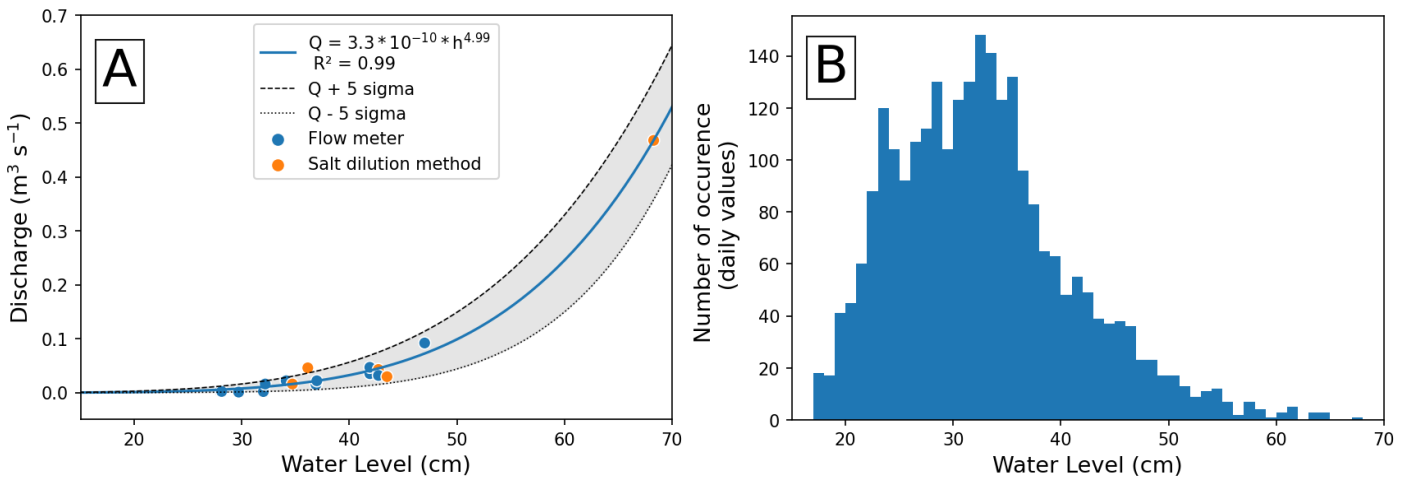 A
Q = 3.3*10⁻¹⁰*h⁴·⁹⁹
R² = 0.99
Q + 5 sigma
Q - 5 sigma
Flow meter
Salt dilution method
0.7
0.6
0.5
0.4
0.3
0.2
0.1
0.0
Discharge (m³ s⁻¹)
20 30 40 50 60 70
Water Level (cm)
B
140
120
100
80
60
40
20
0
Number of occurence
(daily values)
20 30 40 50 60 70
Water Level (cm)